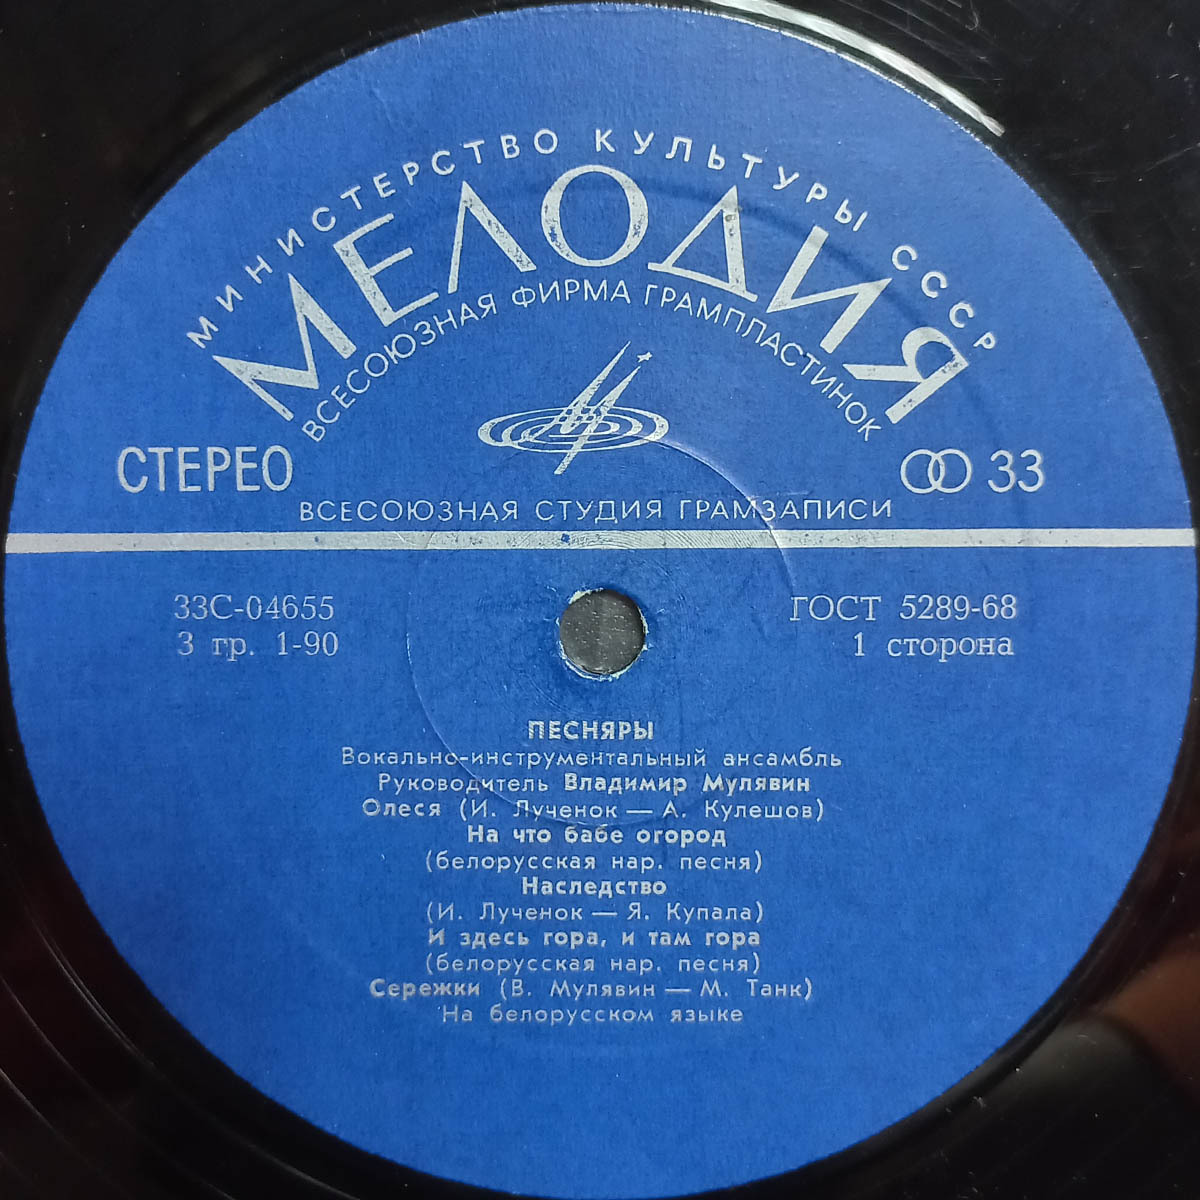 МИНИСТЕРСТВО КУЛЬТУРЫ СССР
МЕЛОДИЯ
ВСЕСОЮЗНАЯ ФИРМА ГРАМПЛАСТИНОК
СТЕРЕО
33
ВСЕСОЮЗНАЯ СТУДИЯ ГРАМЗАПИСИ
33С-04655
ГОСТ 5289-68
3 гр. 1-90
1 сторона
ПЕСНЯРЫ
Вокально-инструментальный ансамбль
Руководитель Владимир Мулявин
Олеся (И. Лученок — А. Кулешов)
На что бабе огород
(белорусская нар. песня)
Наследство
(И. Лученок — Я. Купала)
И здесь гора, и там гора
(белорусская нар. песня)
Сережки (В. Мулявин — М. Танк)
На белорусском языке